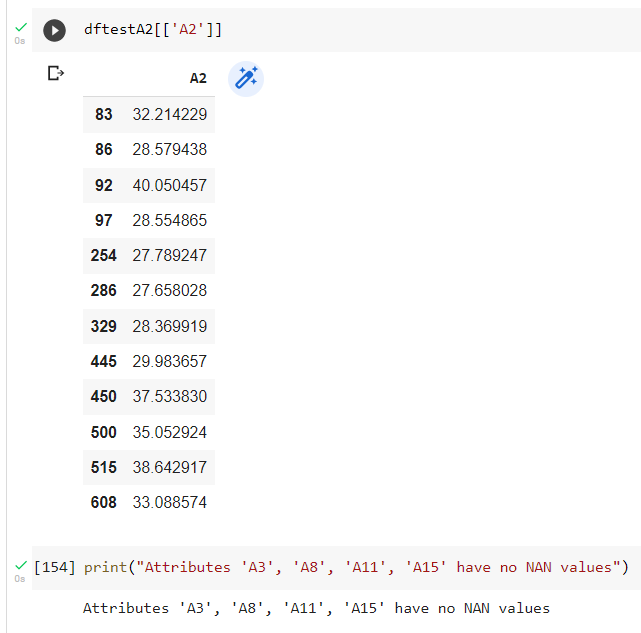 0s
dftestA2[['A2']]
A2
83 32.214229
86 28.579438
92 40.050457
97 28.554865
254 27.789247
286 27.658028
329 28.369919
445 29.983657
450 37.533830
500 35.052924
515 38.642917
608 33.088574
0s
[154] print("Attributes 'A3', 'A8', 'A11', 'A15' have no NAN values")
Attributes 'A3', 'A8', 'A11', 'A15' have no NAN values